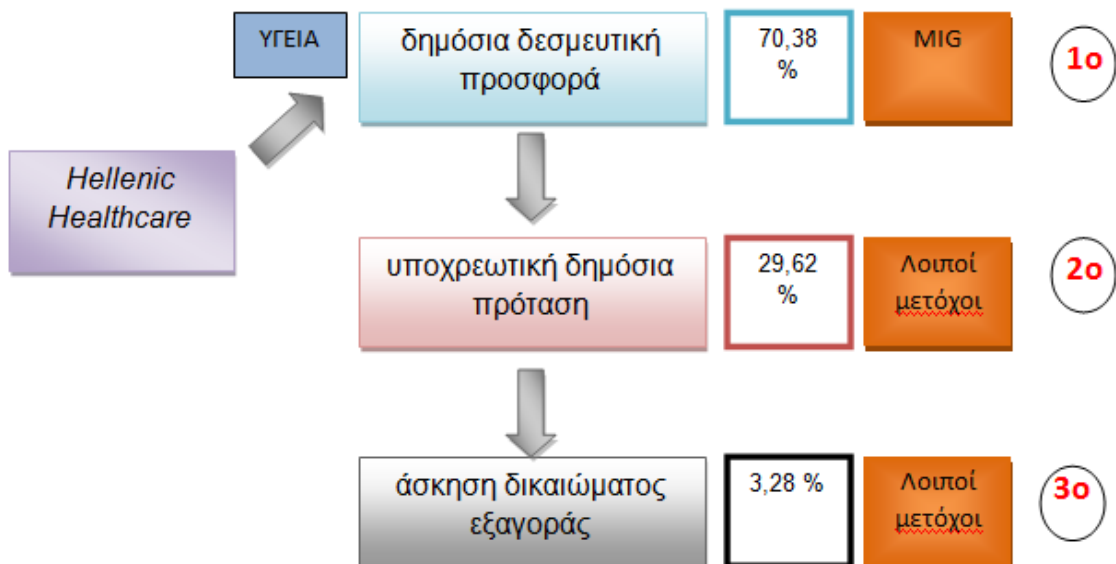 ΥΓΕΙΑ
δημόσια δεσμευτική
προσφορά
70,38
%
MIG
1ο
Hellenic
Healthcare
υποχρεωτική δημόσια
πρόταση
29,62
%
Λοιποί
μετόχοι
2ο
άσκηση δικαιώματος
εξαγοράς
3,28 %
Λοιποί
μετόχοι
3ο